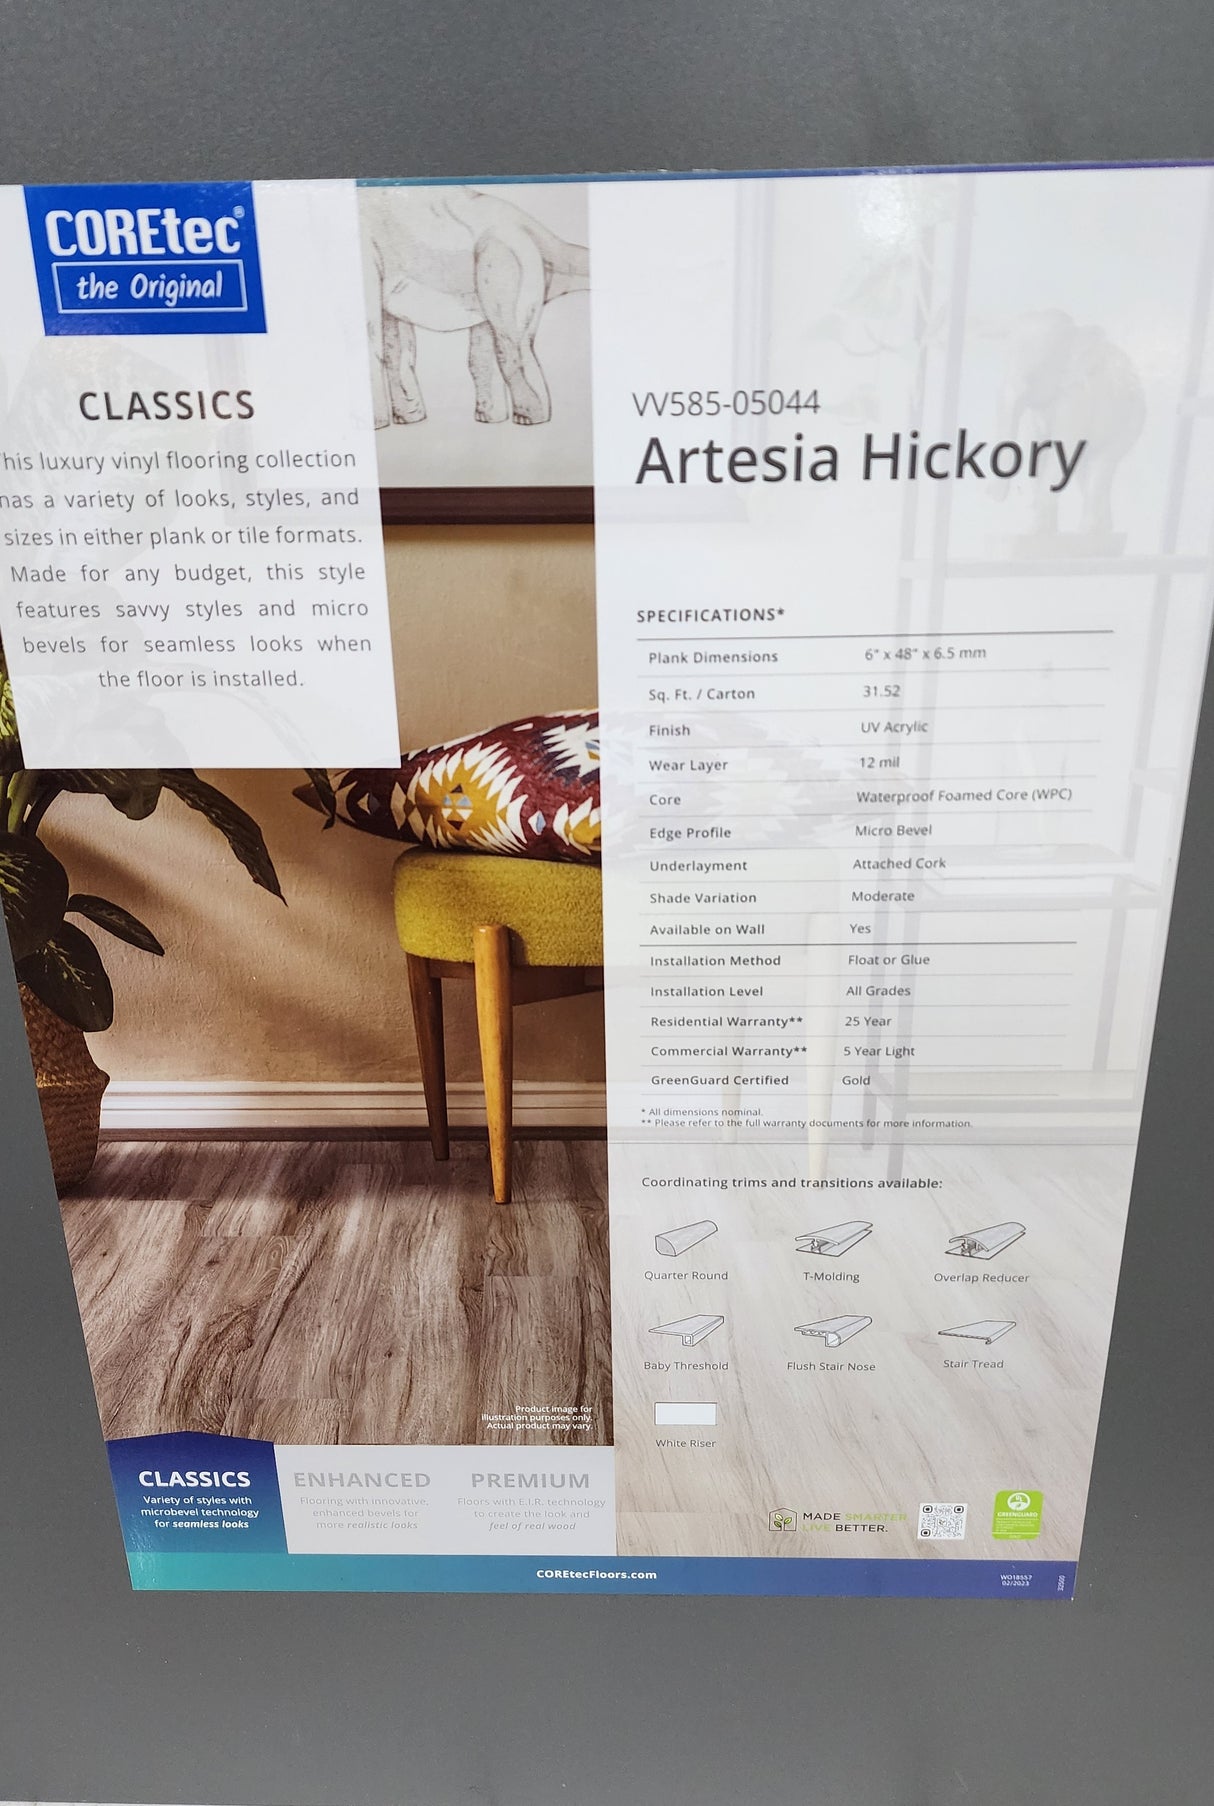 COREtec®
the Original
CLASSICS
his luxury vinyl flooring collection
has a variety of looks, styles, and
sizes in either plank or tile formats.
Made for any budget, this style
features savvy styles and micro
bevels for seamless looks when
the floor is installed.
VV585-05044
Artesia Hickory
SPECIFICATIONS*
Plank Dimensions 6" x 48" x 6.5 mm
Sq. Ft. / Carton 31.52
Finish UV Acrylic
Wear Layer 12 mil
Core Waterproof Foamed Core (WPC)
Edge Profile Micro Bevel
Underlayment Attached Cork
Shade Variation Moderate
Available on Wall Yes
Installation Method Float or Glue
Installation Level All Grades
Residential Warranty** 25 Year
Commercial Warranty** 5 Year Light
GreenGuard Certified Gold
* All dimensions nominal.
** Please refer to the full warranty documents for more information.
Coordinating trims and transitions available:
Quarter Round T-Molding Overlap Reducer
Baby Threshold Flush Stair Nose Stair Tread
White Riser
Product image for
illustration purposes only.
Actual product may vary.
CLASSICS
Variety of styles with
microbevel technology
for seamless looks
ENHANCED
Flooring with innovative,
enhanced bevels for
more realistic looks
PREMIUM
Floors with E.I.R. technology
to create the look and
feel of real wood
MADE SMARTER
LIVE BETTER.
GREENGUARD
COREtecFloors.com
WO18557
02/2023